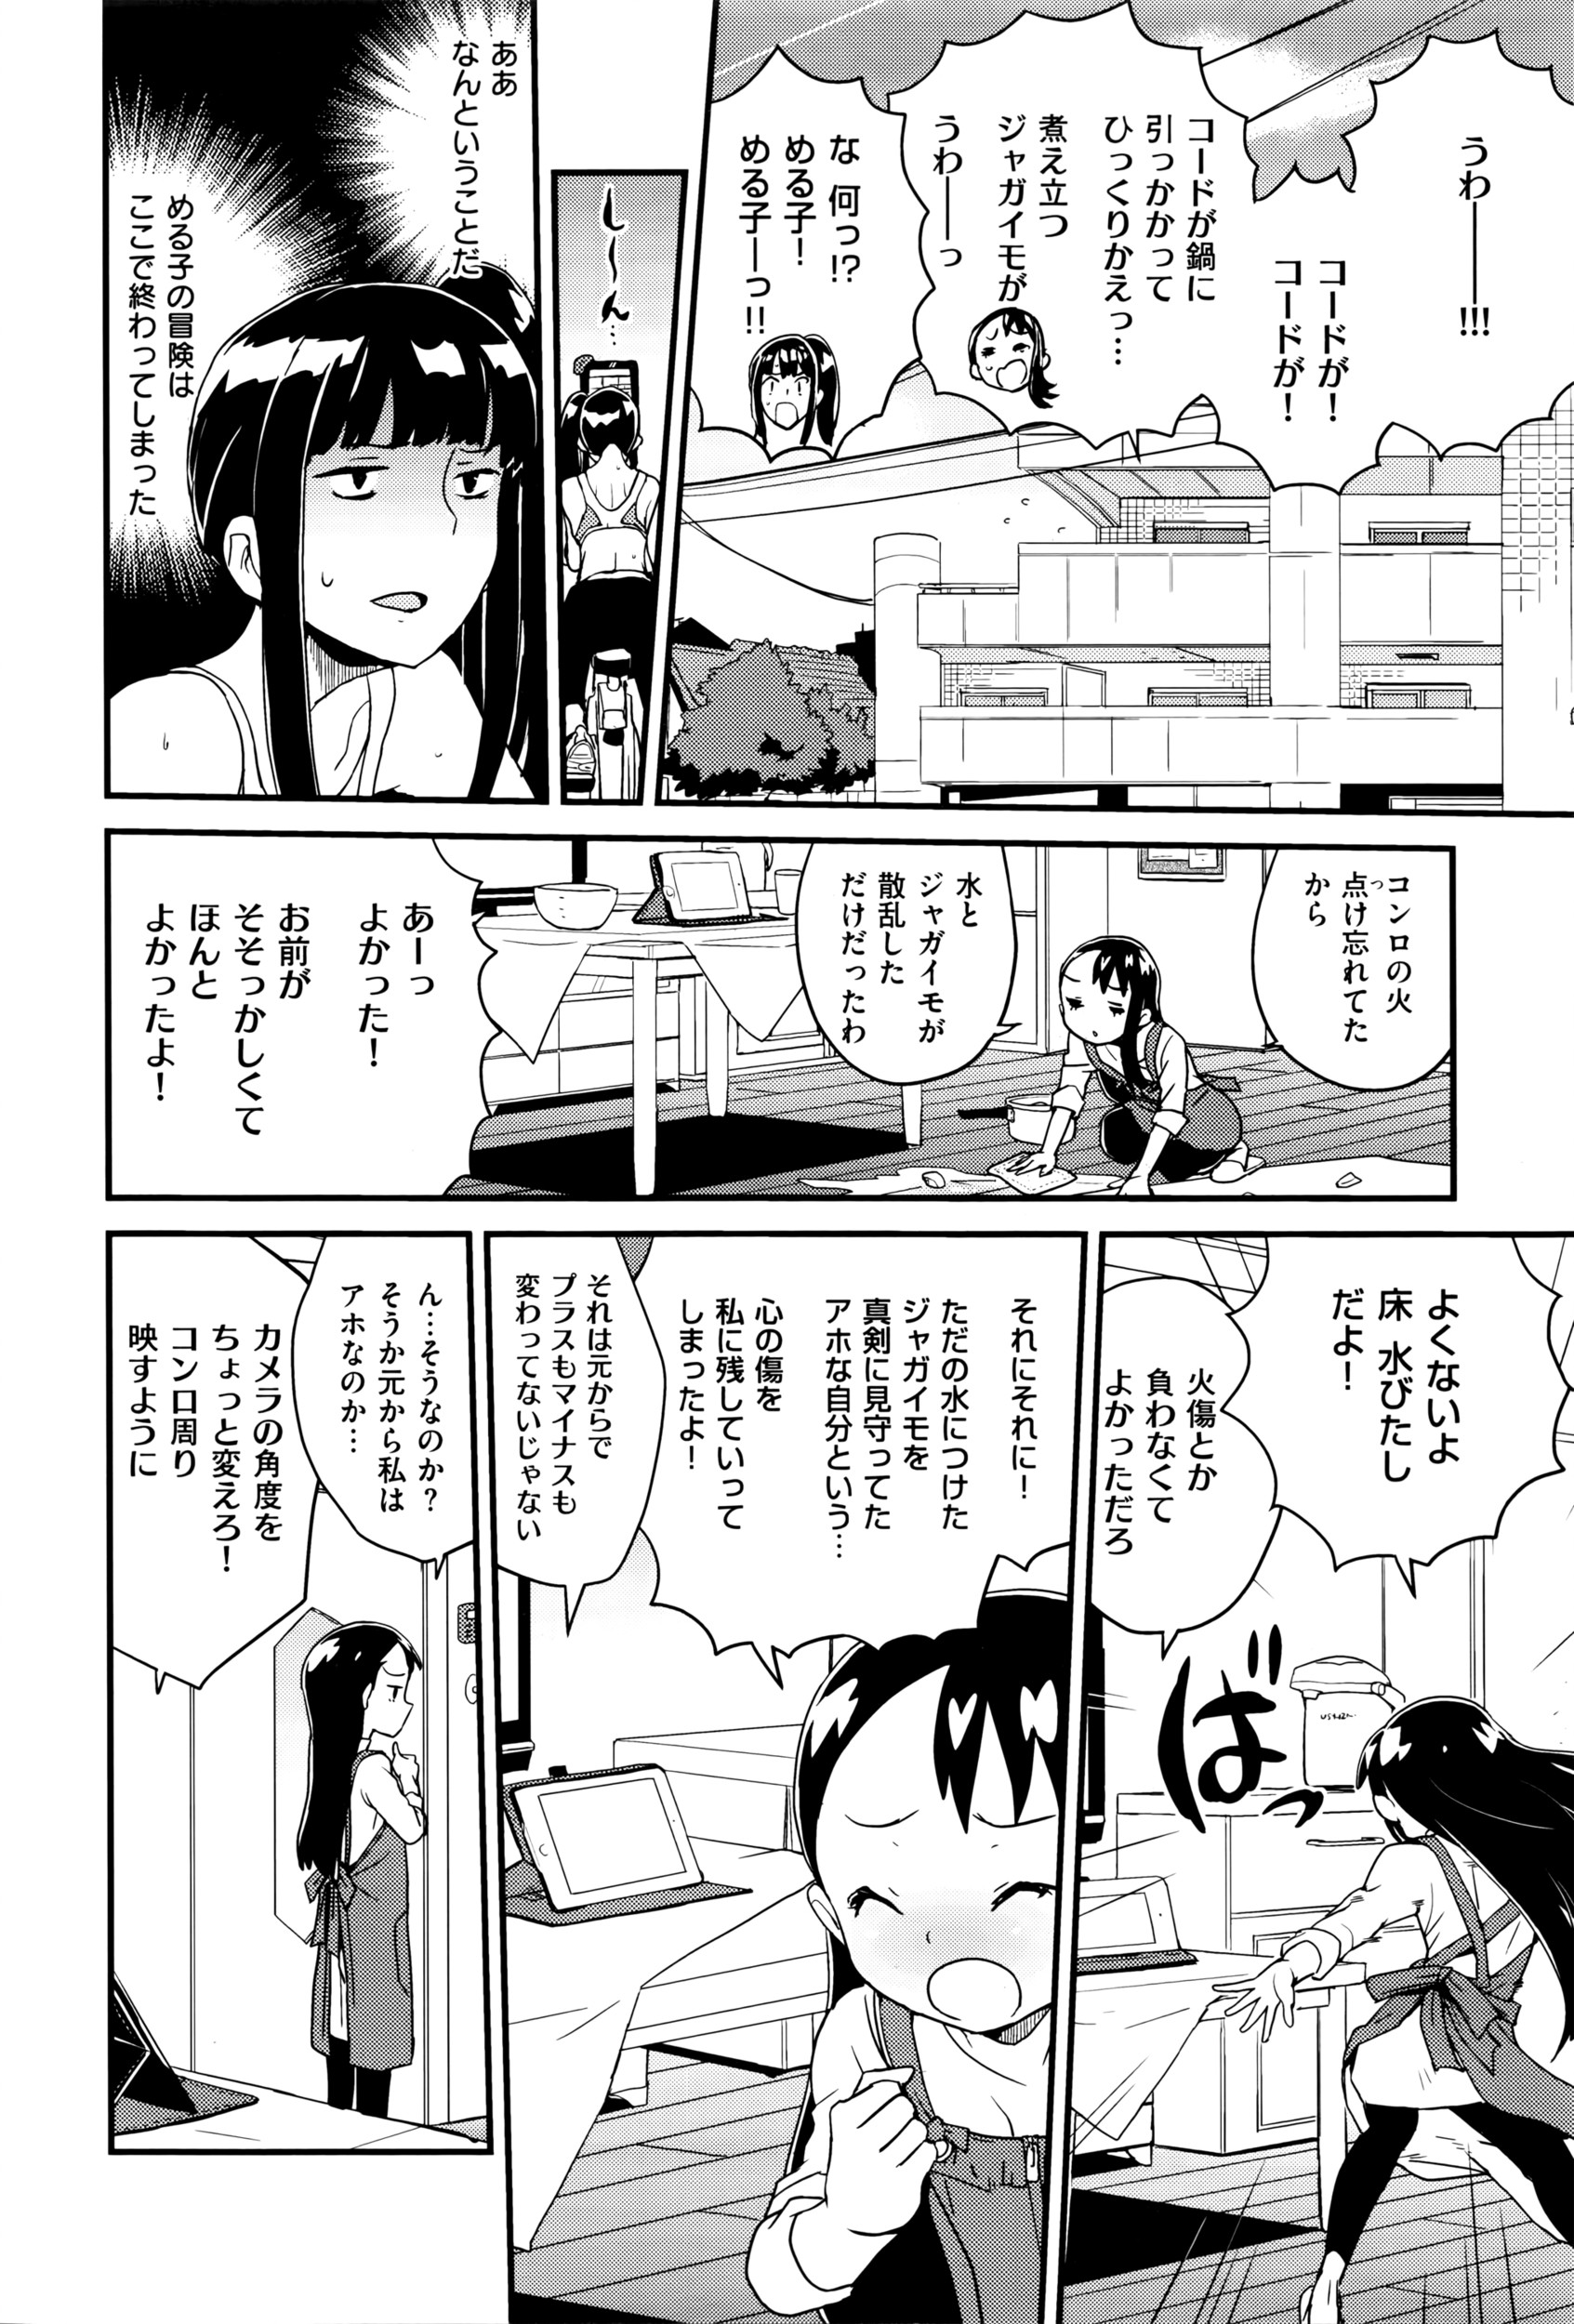 うわ――!!!
コードが！
コードが！
コードが鍋に
引っかかって
ひっくりかえっ…
煮え立つ
ジャガイモが
うわ――っ
な 何っ!?
める子！
める子ーっ!!
し～～ん…
ああ
なんということだ
める子の冒険は
ここで終わってしまった
コンロの火
点け忘れてた
から
水と
ジャガイモが
散乱した
だけだったわ
あーっ
よかった！
お前が
そそっかしくて
ほんと
よかったよ！
よくないよ
床 水びたし
だよ！
火傷とか
負わなくて
よかっただろ
ばっ
それにそれに！
ただの水につけた
ジャガイモを
真剣に見守ってた
アホな自分という…
心の傷を
私に残していって
しまったよ！
それは元からで
プラスもマイナスも
変わってないじゃない
ん…そうなのか？
そうか元から私は
アホなのか…
カメラの角度を
ちょっと変えろ！
コンロ周り
映すように